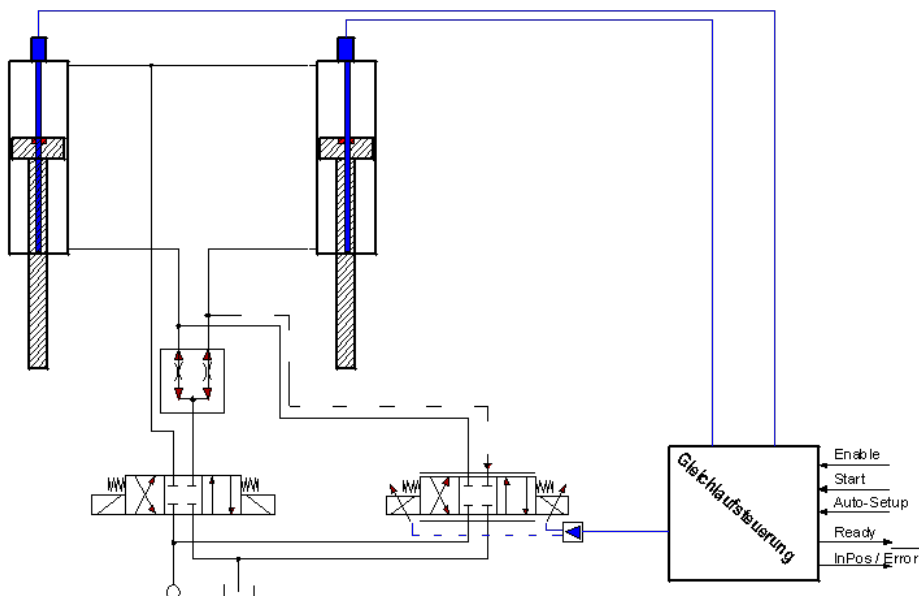 Gleichlaufsteuerung
Enable
Start
Auto-Setup
Ready
InPos / Error